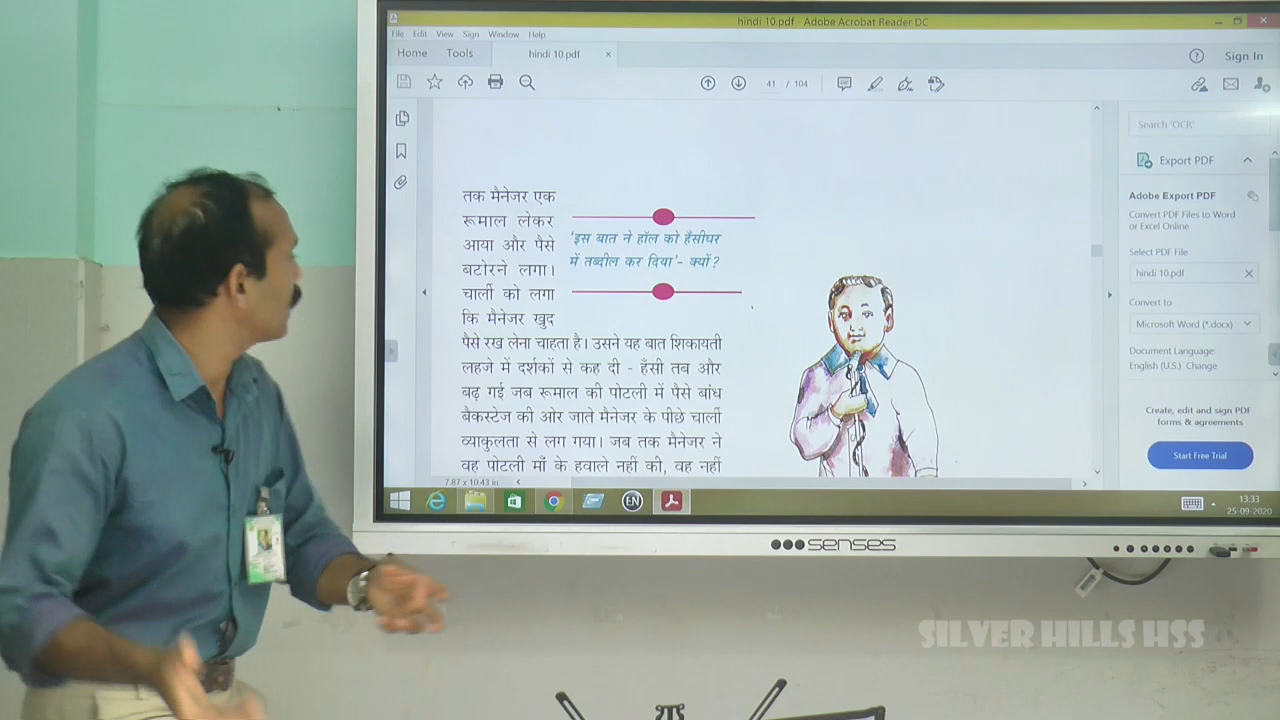 hindi 10.pdf - Adobe Acrobat Reader DC
File Edit View Sign Window Help
Home Tools hindi 10.pdf ×
Sign In
41 / 104
Search 'OCR'
Export PDF
Adobe Export PDF
Convert PDF Files to Word
or Excel Online
Select PDF File
hindi 10.pdf
Convert to
Microsoft Word (*.docx)
Document Language:
English (U.S.) Change
Create, edit and sign PDF
forms & agreements
Start Free Trial
तक मैनेजर एक
रूमाल लेकर
आया और पैसे
बटोरने लगा।
चार्ली को लगा
कि मैनेजर खुद
'इस बात ने हॉल को हँसीघर
में तब्दील कर दिया'- क्यों?
पैसे रख लेना चाहता है। उसने यह बात शिकायती
लहजे में दर्शकों से कह दी - हँसी तब और
बढ़ गई जब रूमाल की पोटली में पैसे बांध
बैकस्टेज की ओर जाते मैनेजर के पीछे चार्ली
व्याकुलता से लग गया। जब तक मैनेजर ने
वह पोटली माँ के हवाले नहीं की, वह नहीं
7.87 x 10.43 in
EN
13:33
25-09-2020
senses
SILVER HILLS HSS